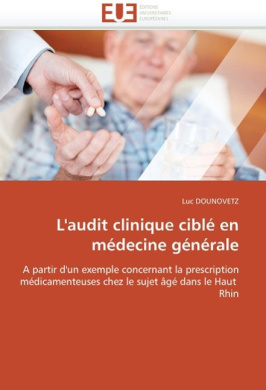 EUE
ÉDITIONS
UNIVERSITAIRES
EUROPÉENNES
Luc DOUNOVETZ
L'audit clinique ciblé en
médecine générale
A partir d'un exemple concernant la prescription
médicamenteuses chez le sujet âgé dans le Haut
Rhin